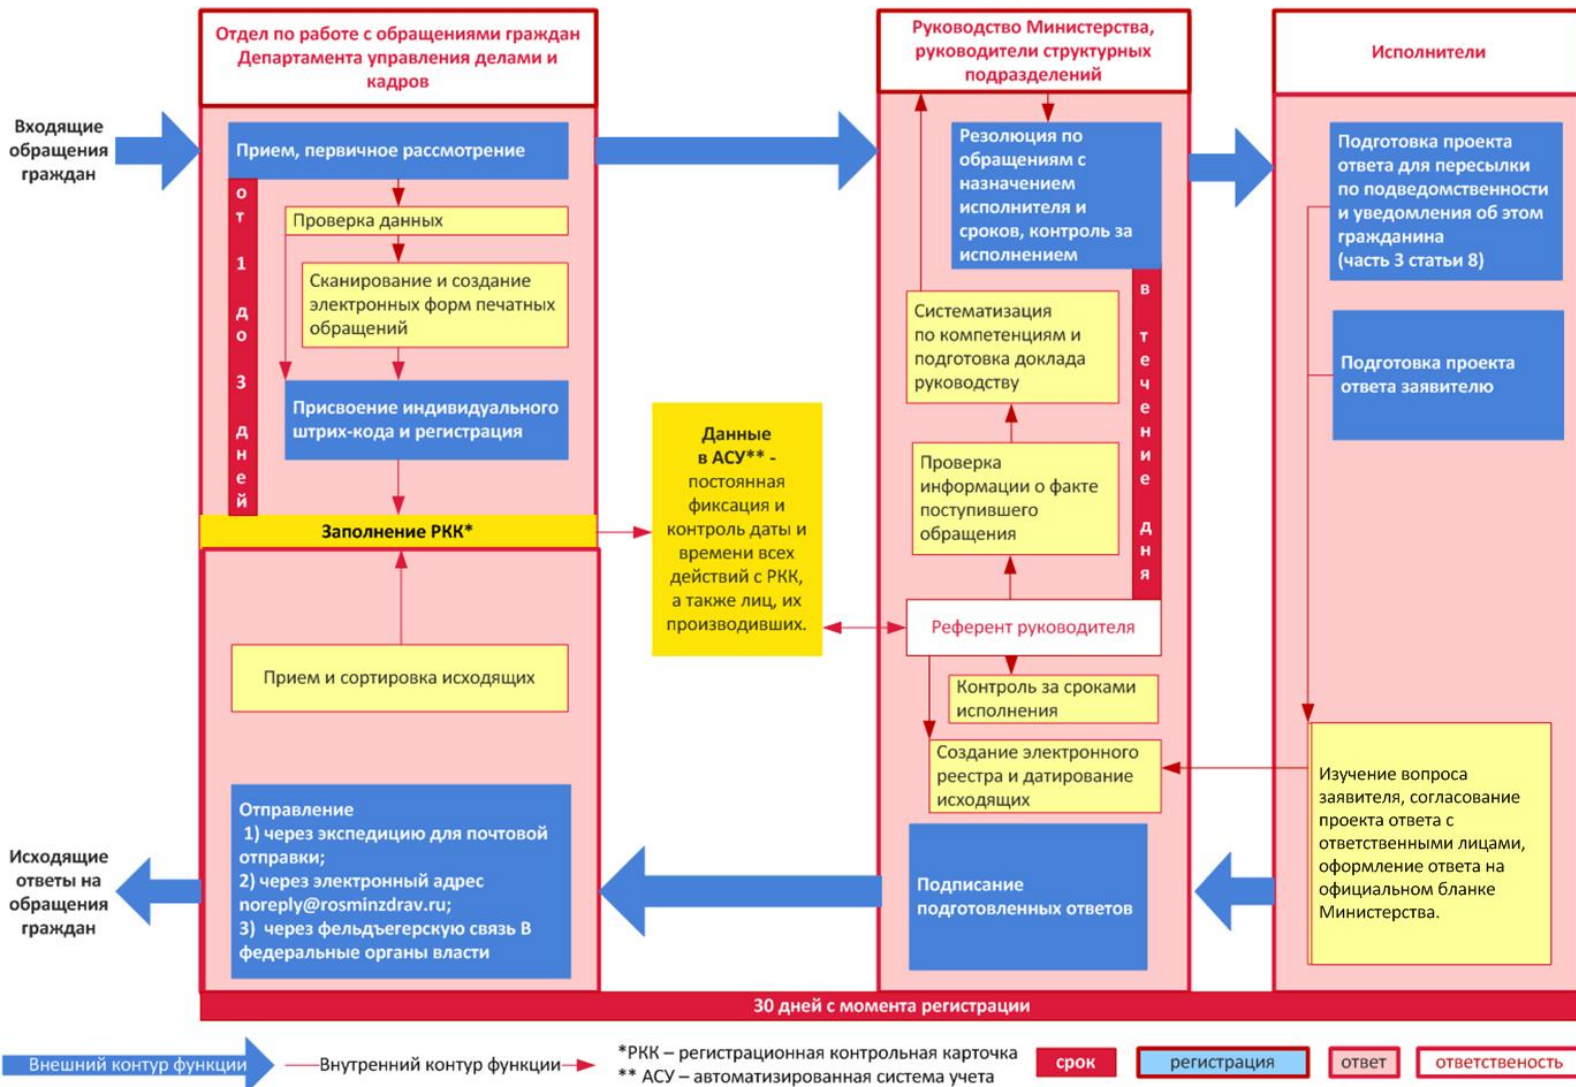 Отдел по работе с обращениями граждан
Департамента управления делами и
кадров
Руководство Министерства,
руководители структурных
подразделений
Исполнители
Входящие
обращения
граждан
Прием, первичное рассмотрение
от 1 до 3 дней
Проверка данных
Сканирование и создание
электронных форм печатных
обращений
Присвоение индивидуального
штрих-кода и регистрация
Заполнение РКК*
Прием и сортировка исходящих
Отправление
1) через экспедицию для почтовой
отправки;
2) через электронный адрес
noreply@rosminzdrav.ru;
3) через фельдъегерскую связь В
федеральные органы власти
Исходящие
ответы на
обращения
граждан
Данные
в АСУ** -
постоянная
фиксация и
контроль даты и
времени всех
действий с РКК,
а также лиц, их
производивших.
Резолюция по
обращениям с
назначением
исполнителя и
сроков, контроль за
исполнением
в течение дня
Систематизация
по компетенциям и
подготовка доклада
руководству
Проверка
информации о факте
поступившего
обращения
Референт руководителя
Контроль за сроками
исполнения
Создание электронного
реестра и датирование
исходящих
Подписание
подготовленных ответов
Подготовка проекта
ответа для пересылки
по подведомственности
и уведомления об этом
гражданина
(часть 3 статьи 8)
Подготовка проекта
ответа заявителю
Изучение вопроса
заявителя, согласование
проекта ответа с
ответственными лицами,
оформление ответа на
официальном бланке
Министерства.
30 дней с момента регистрации
Внешний контур функции
Внутренний контур функции
*РКК – регистрационная контрольная карточка
** АСУ – автоматизированная система учета
срок
регистрация
ответ
ответственость